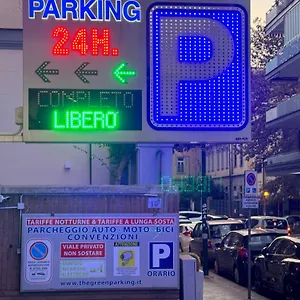 PARKING
24H.
P
COMPLETO
LIBERO
TARIFFE NOTTURNE & TARIFFE A LUNGA SOSTA
PARCHEGGIO AUTO - MOTO - BICI
CONVENZIONI
VIALE PRIVATO
NON SOSTARE
ATTENZIONE
P
ORARIO
www.thegreenparking.it